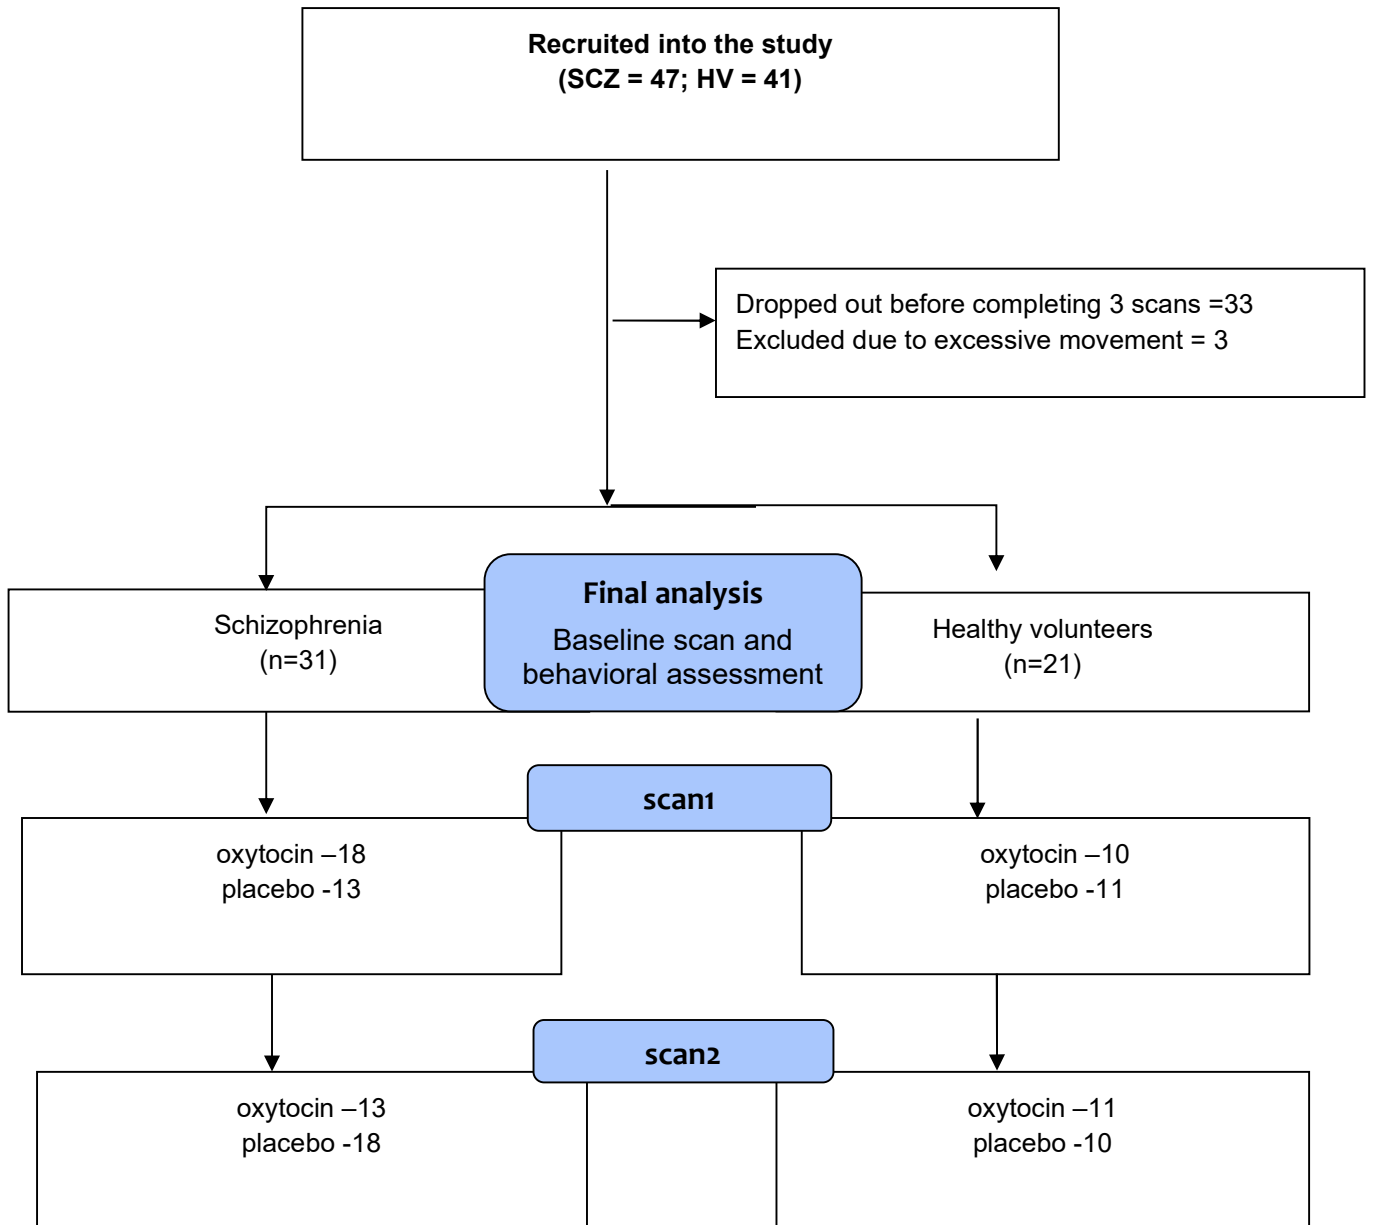 Recruited into the study
(SCZ = 47; HV = 41)
Dropped out before completing 3 scans =33
Excluded due to excessive movement = 3
Final analysis
Baseline scan and
behavioral assessment
Schizophrenia
(n=31)
Healthy volunteers
(n=21)
scan1
oxytocin –18
placebo -13
oxytocin –10
placebo -11
scan2
oxytocin –13
placebo -18
oxytocin –11
placebo -10